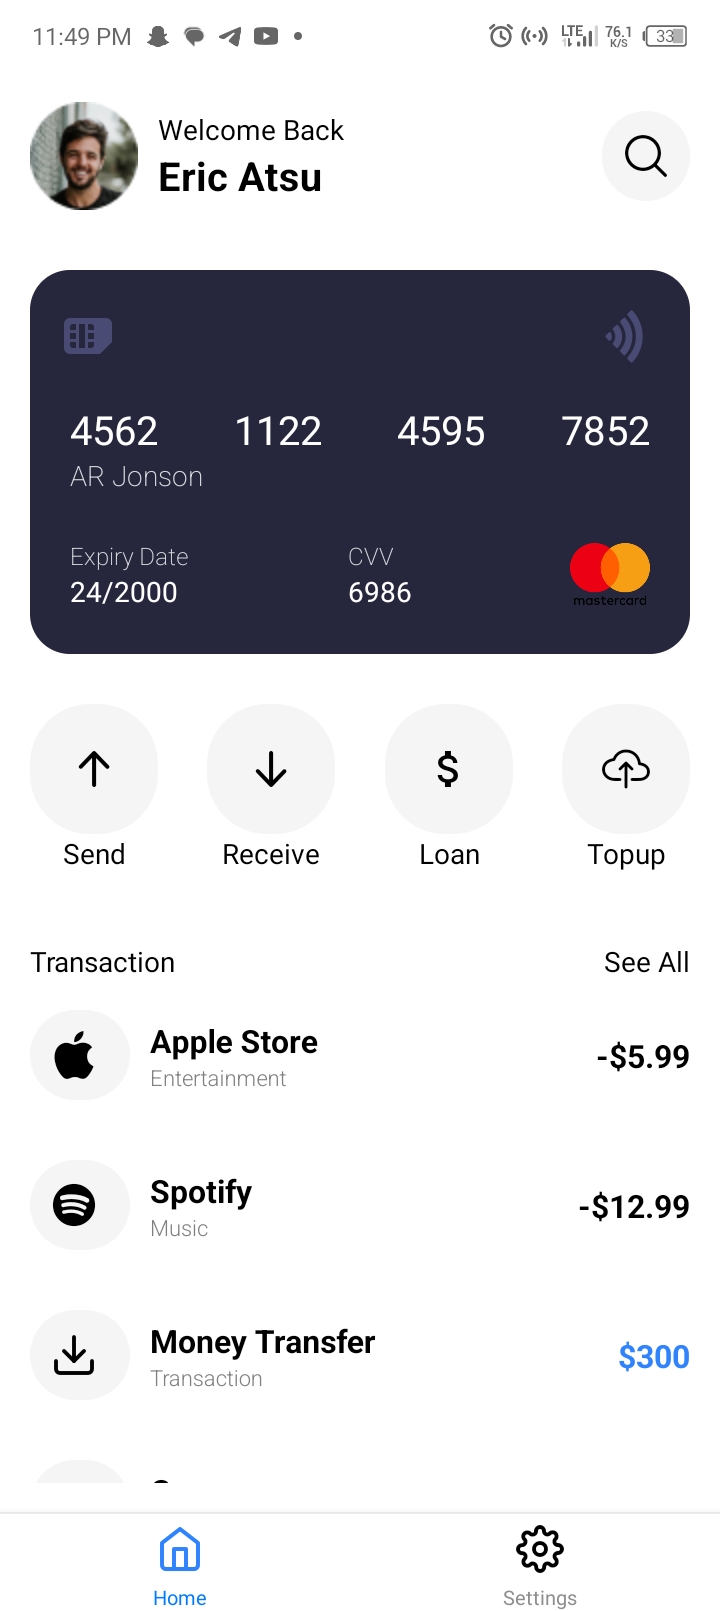 11:49 PM
LTE 76.1 K/S 33
Welcome Back
Eric Atsu
4562 1122 4595 7852
AR Jonson
Expiry Date CVV
24/2000 6986
mastercard
$
Send Receive Loan Topup
Transaction See All
Apple Store
Entertainment
-$5.99
Spotify
Music
-$12.99
Money Transfer
Transaction
$300
Home Settings